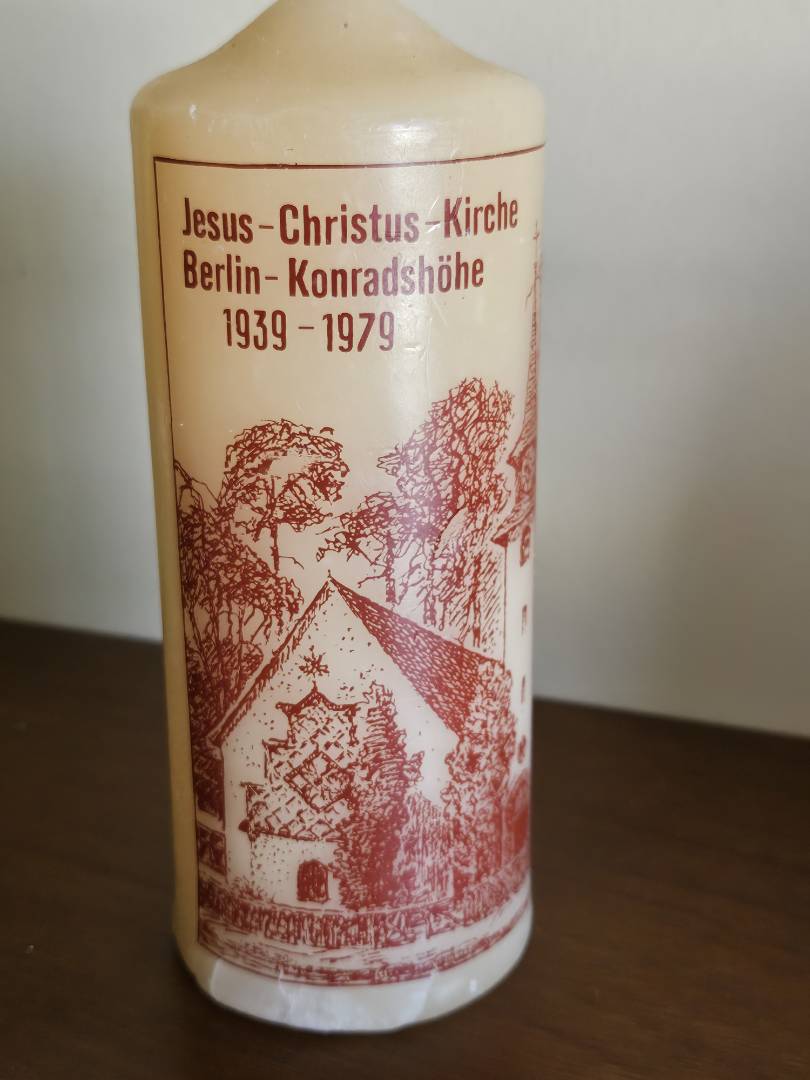 Jesus-Christus-Kirche
Berlin-Konradshöhe
1939-1979